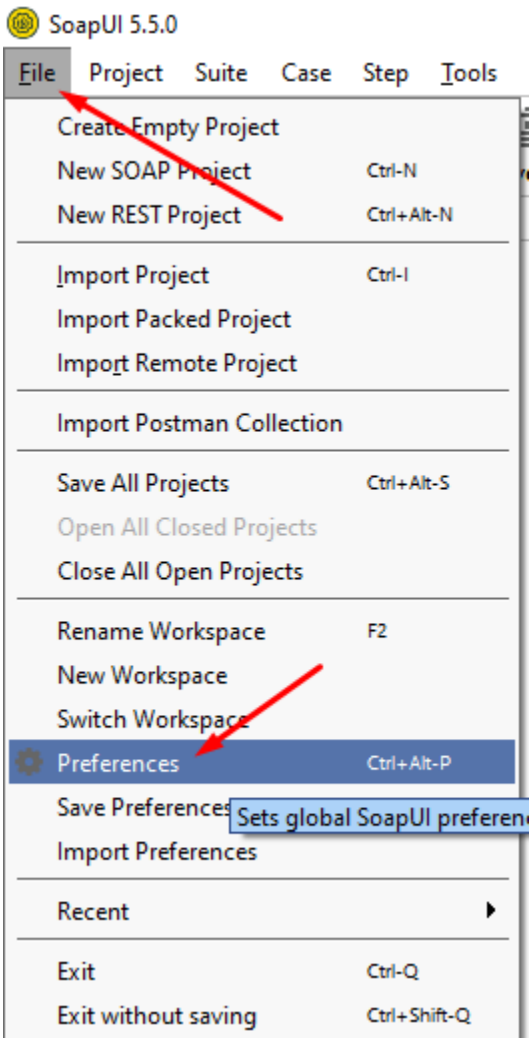 SoapUI 5.5.0
File Project Suite Case Step Tools
Create Empty Project
New SOAP Project Ctrl-N
New REST Project Ctrl+Alt-N
Import Project Ctrl-I
Import Packed Project
Import Remote Project
Import Postman Collection
Save All Projects Ctrl+Alt-S
Open All Closed Projects
Close All Open Projects
Rename Workspace F2
New Workspace
Switch Workspace
Preferences Ctrl+Alt-P
Save Preferences
Sets global SoapUI preferen
Import Preferences
Recent
Exit Ctrl-Q
Exit without saving Ctrl+Shift-Q